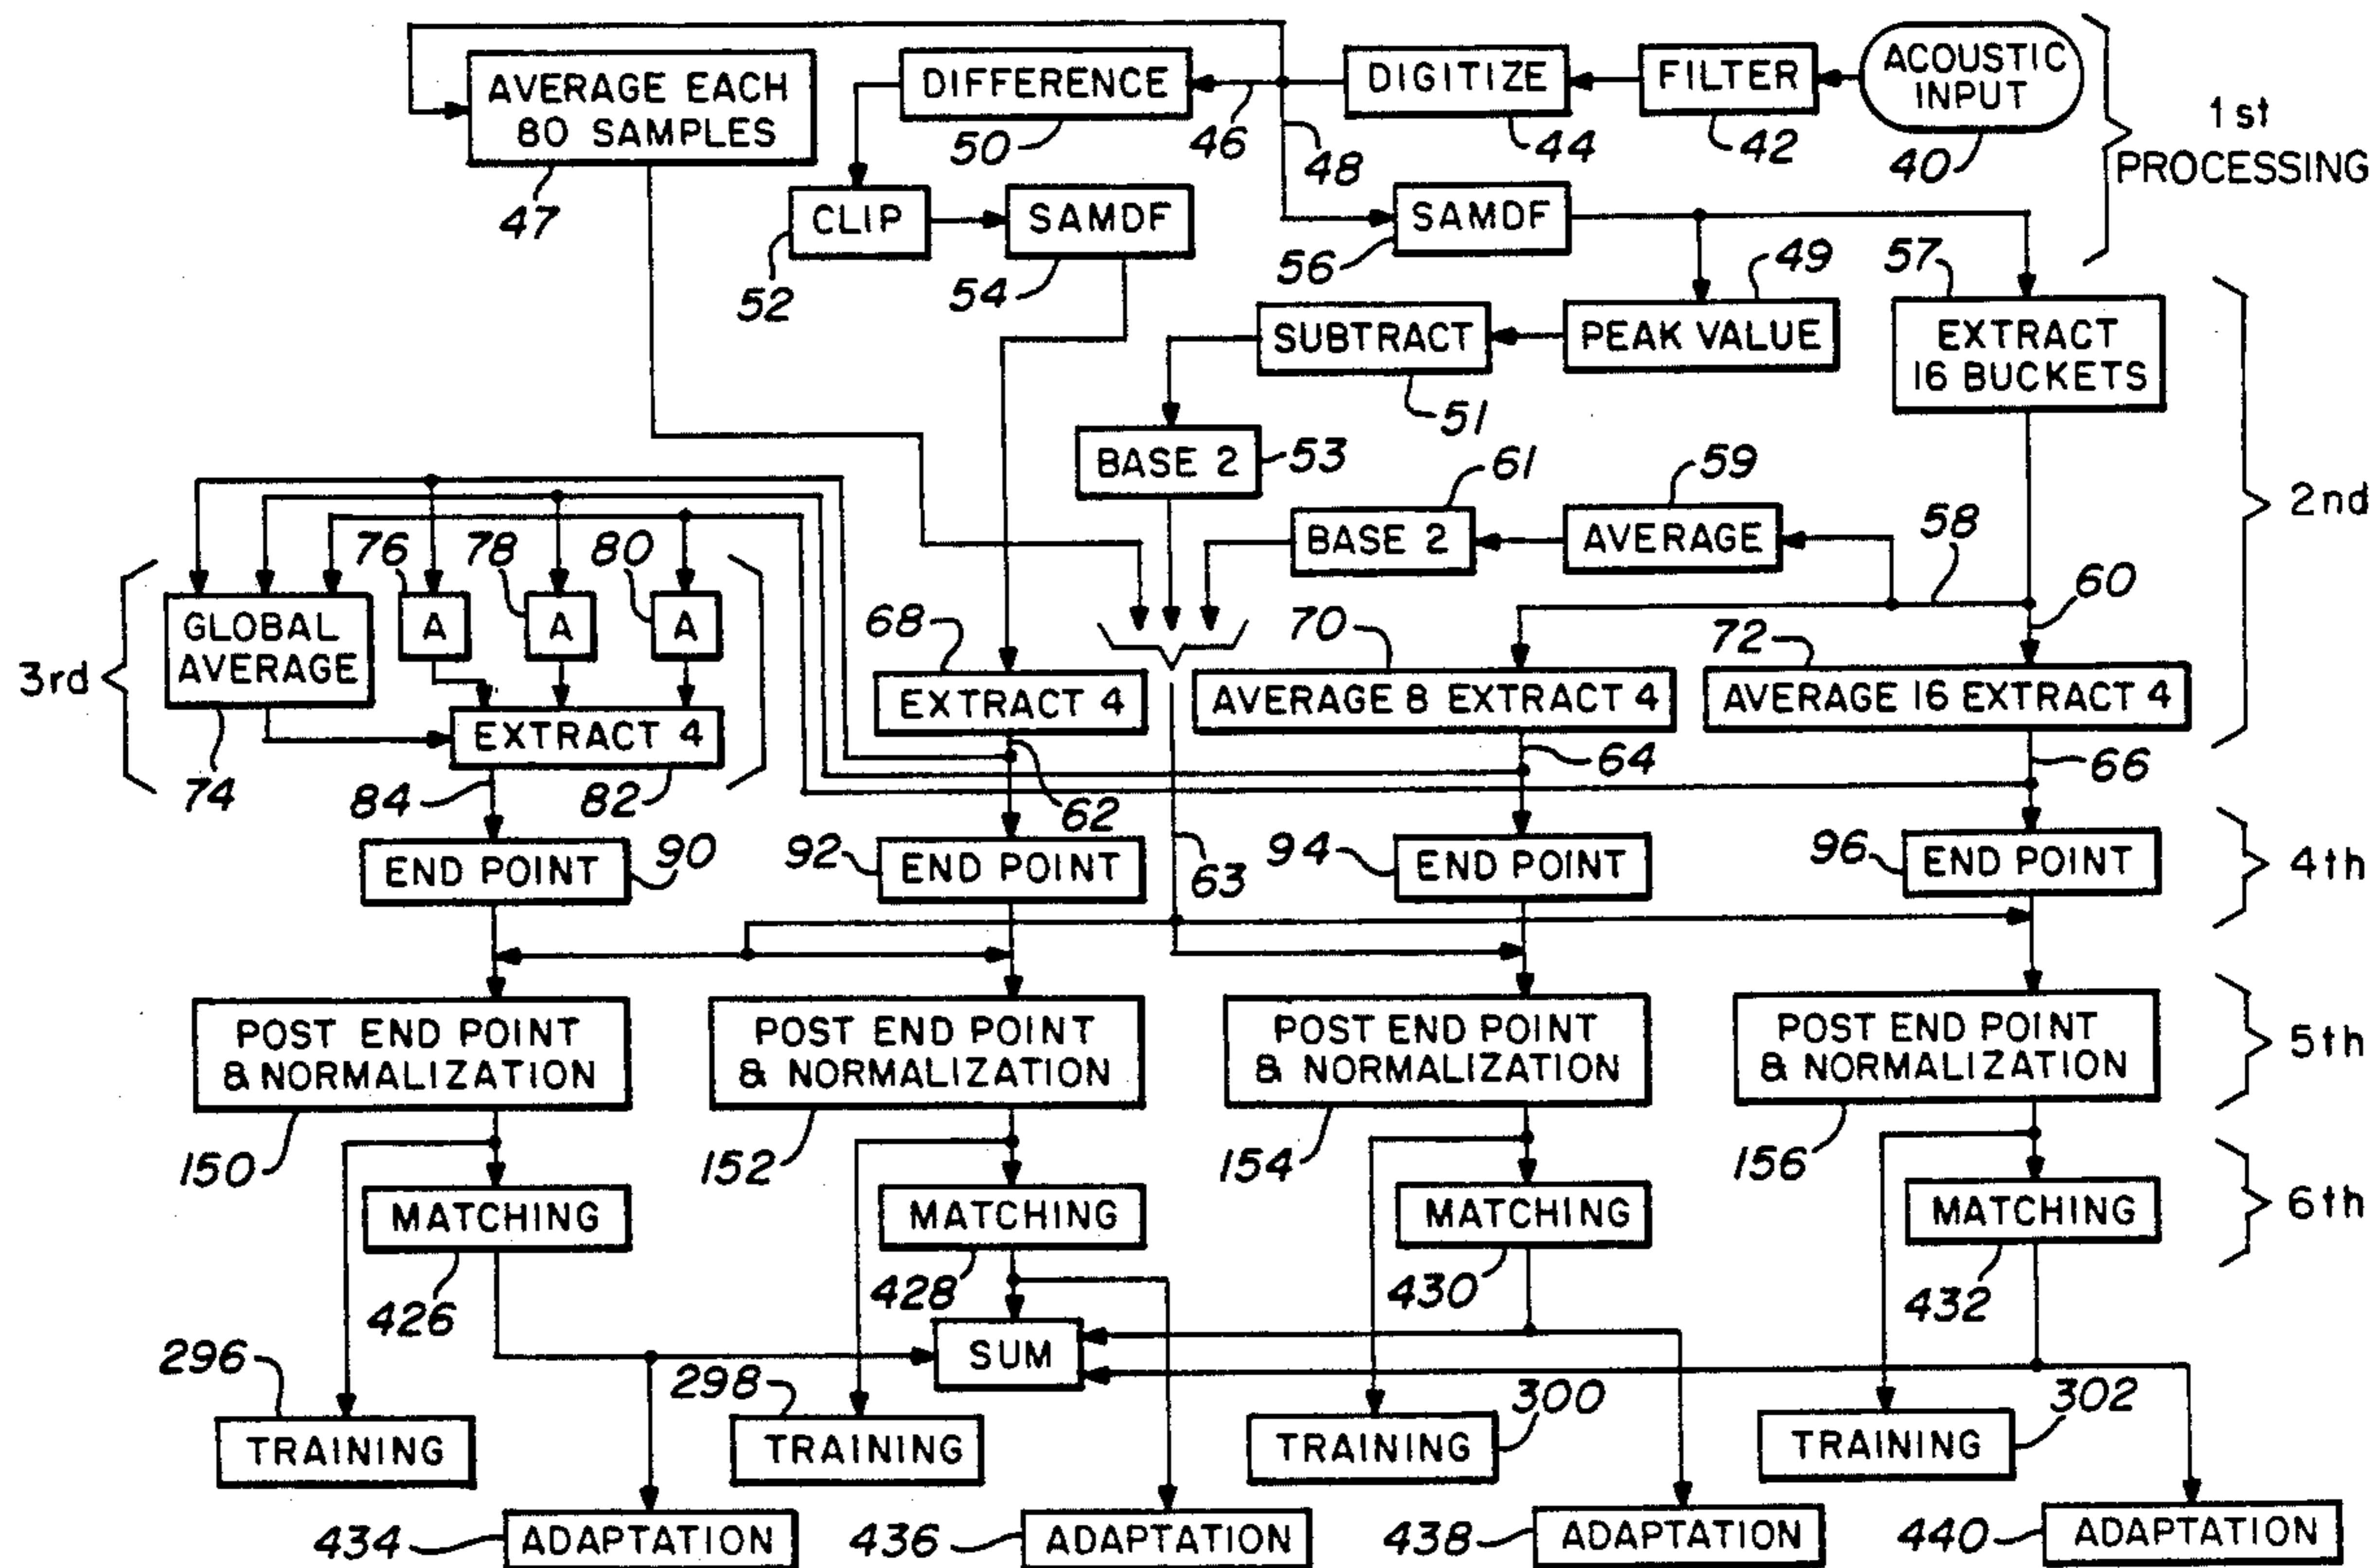 AVERAGE EACH
80 SAMPLES
47
DIFFERENCE
50
46
48
DIGITIZE
44
FILTER
42
ACOUSTIC
INPUT
40
1st
PROCESSING
CLIP
52
SAMDF
54
SAMDF
56
SUBTRACT
51
PEAK VALUE
49
57
EXTRACT
16 BUCKETS
BASE 2
53
BASE 2
61
AVERAGE
59
58
60
2nd
3rd
GLOBAL
AVERAGE
74
76
A
78
A
80
A
EXTRACT 4
82
84
68
EXTRACT 4
62
63
70
AVERAGE 8 EXTRACT 4
64
72
AVERAGE 16 EXTRACT 4
66
END POINT
90
92
END POINT
94
END POINT
96
END POINT
4th
POST END POINT
& NORMALIZATION
150
POST END POINT
& NORMALIZATION
152
POST END POINT
& NORMALIZATION
154
POST END POINT
& NORMALIZATION
156
5th
MATCHING
426
MATCHING
428
MATCHING
430
MATCHING
432
6th
SUM
296
TRAINING
298
TRAINING
300
TRAINING
302
TRAINING
434
ADAPTATION
436
ADAPTATION
438
ADAPTATION
440
ADAPTATION